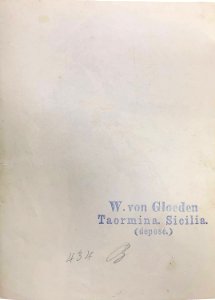 W. von Gloeden
Taormina. Sicilia.
(déposé.)
434 B